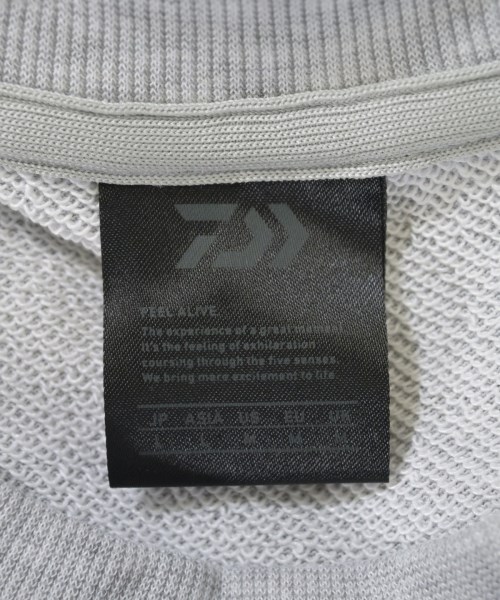 FEEL ALIVE.
The experience of a great moment
It's the feeling of exhilaration
coursing through the five senses.
We bring more excitement to life.
JP ASIA US EU UK
L L M M M